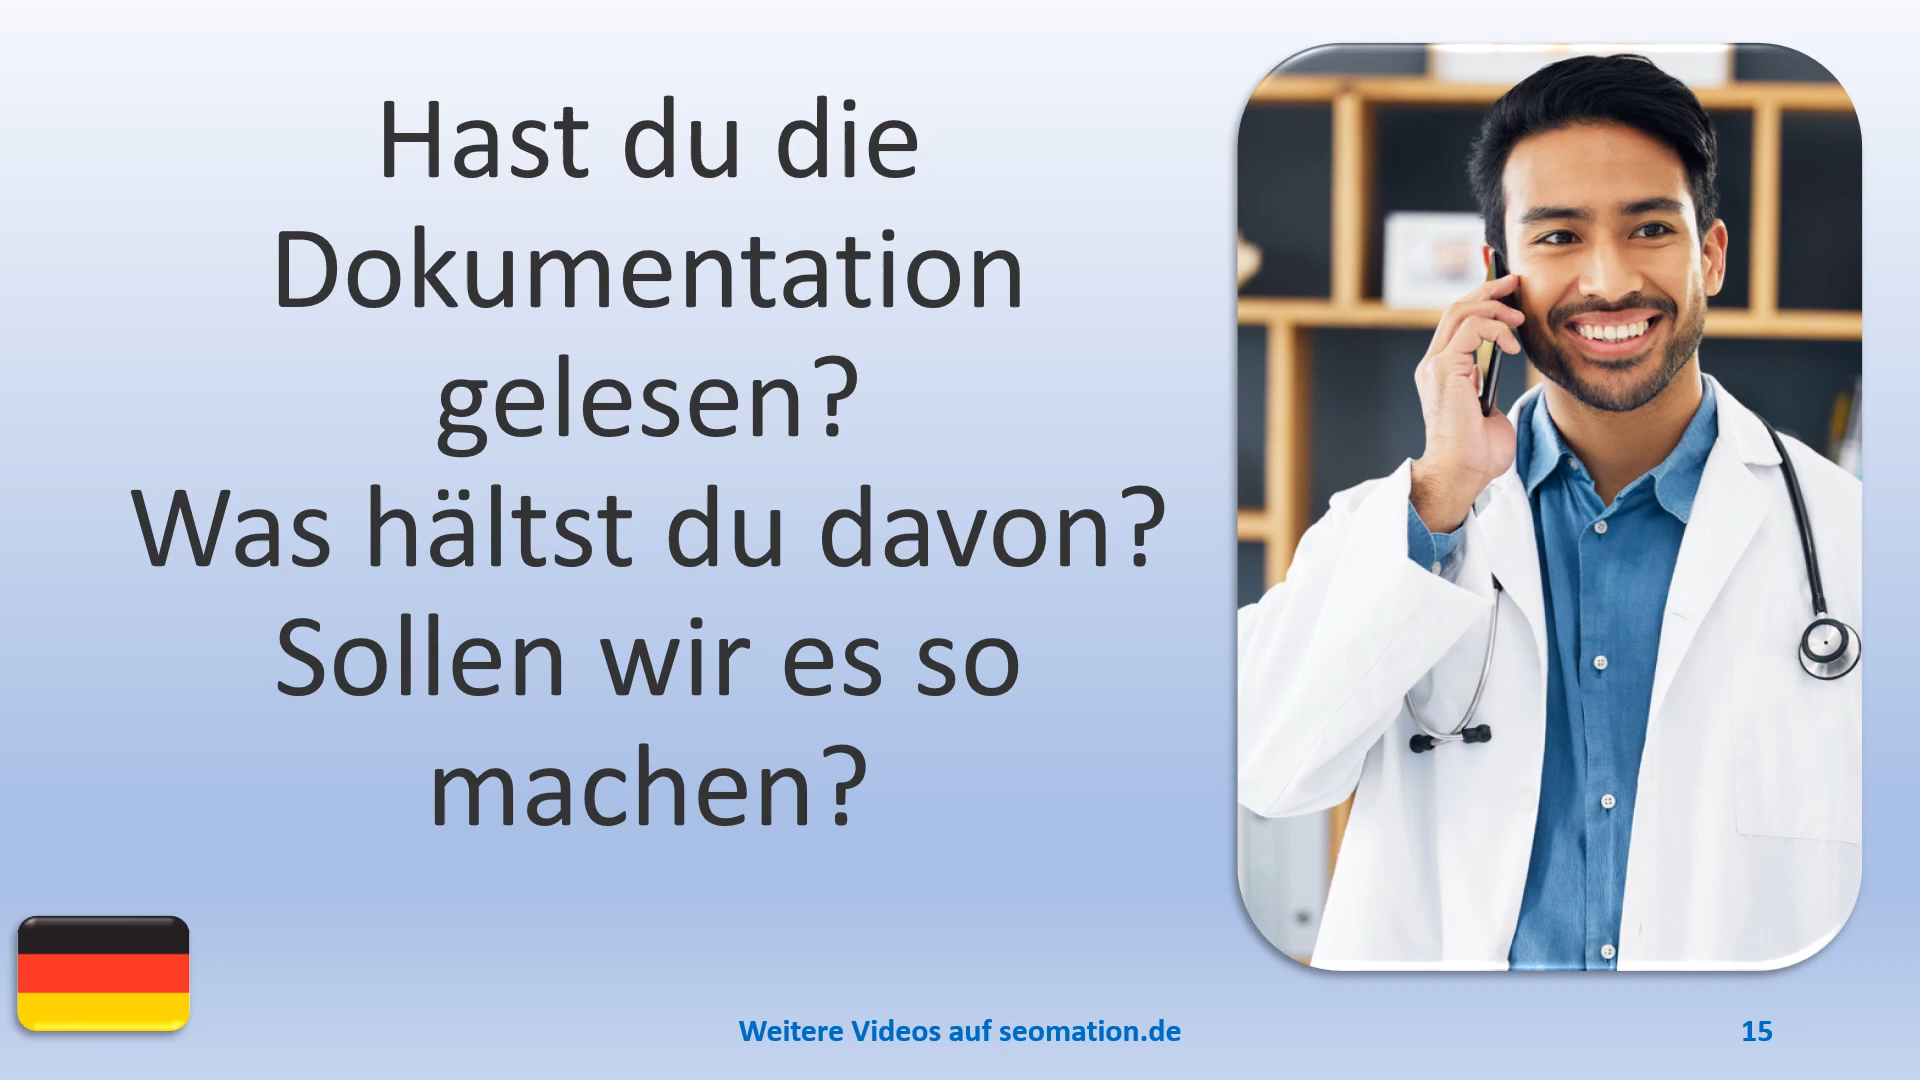 Hast du die
Dokumentation
gelesen?
Was hältst du davon?
Sollen wir es so
machen?
Weitere Videos auf seomation.de
15